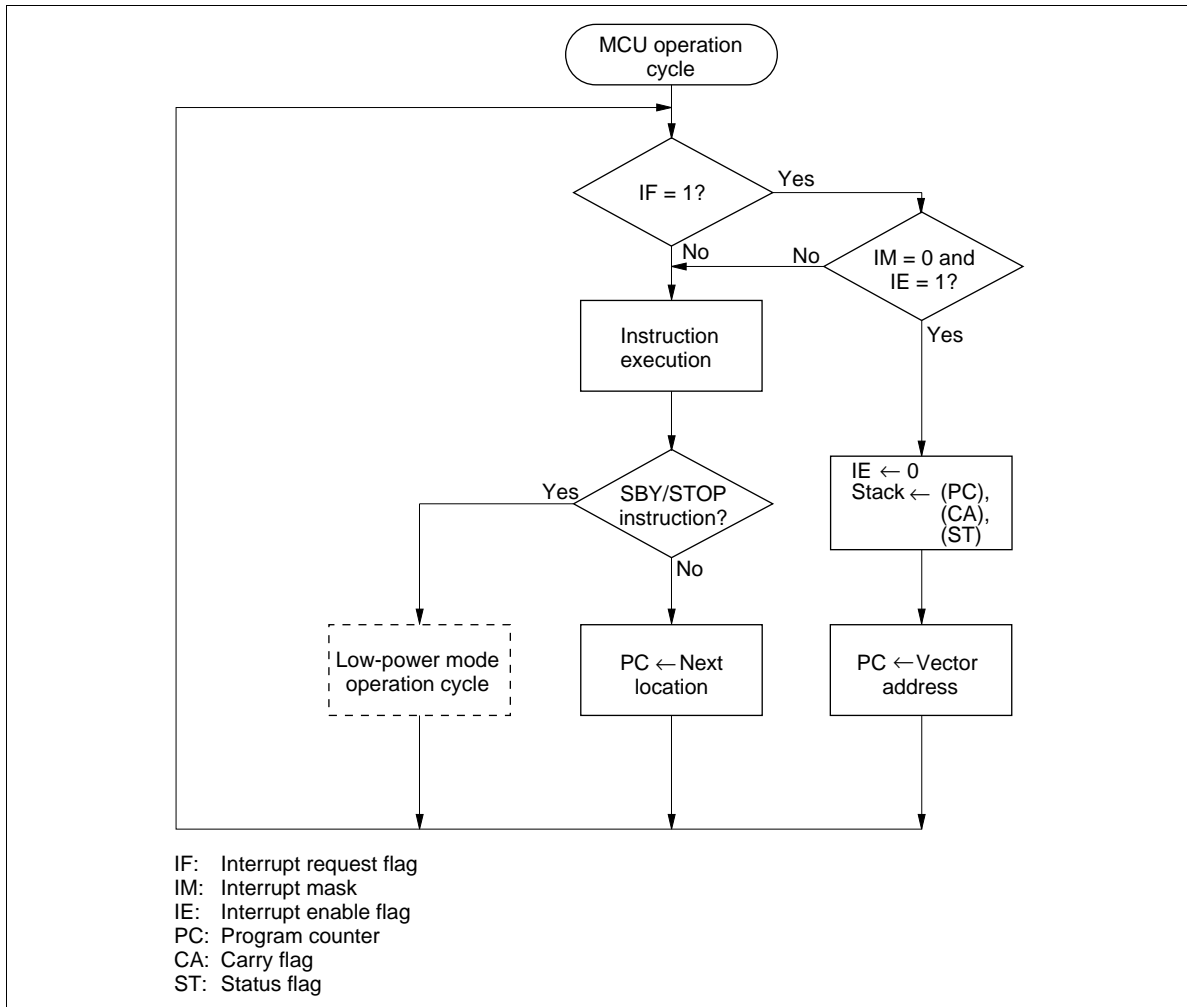 MCU operation
cycle
IF = 1?
Yes
No
No
IM = 0 and
IE = 1?
Yes
Instruction
execution
Yes
SBY/STOP
instruction?
No
IE ← 0
Stack ← (PC),
(CA),
(ST)
Low-power mode
operation cycle
PC ← Next
location
PC ← Vector
address
IF: Interrupt request flag
IM: Interrupt mask
IE: Interrupt enable flag
PC: Program counter
CA: Carry flag
ST: Status flag